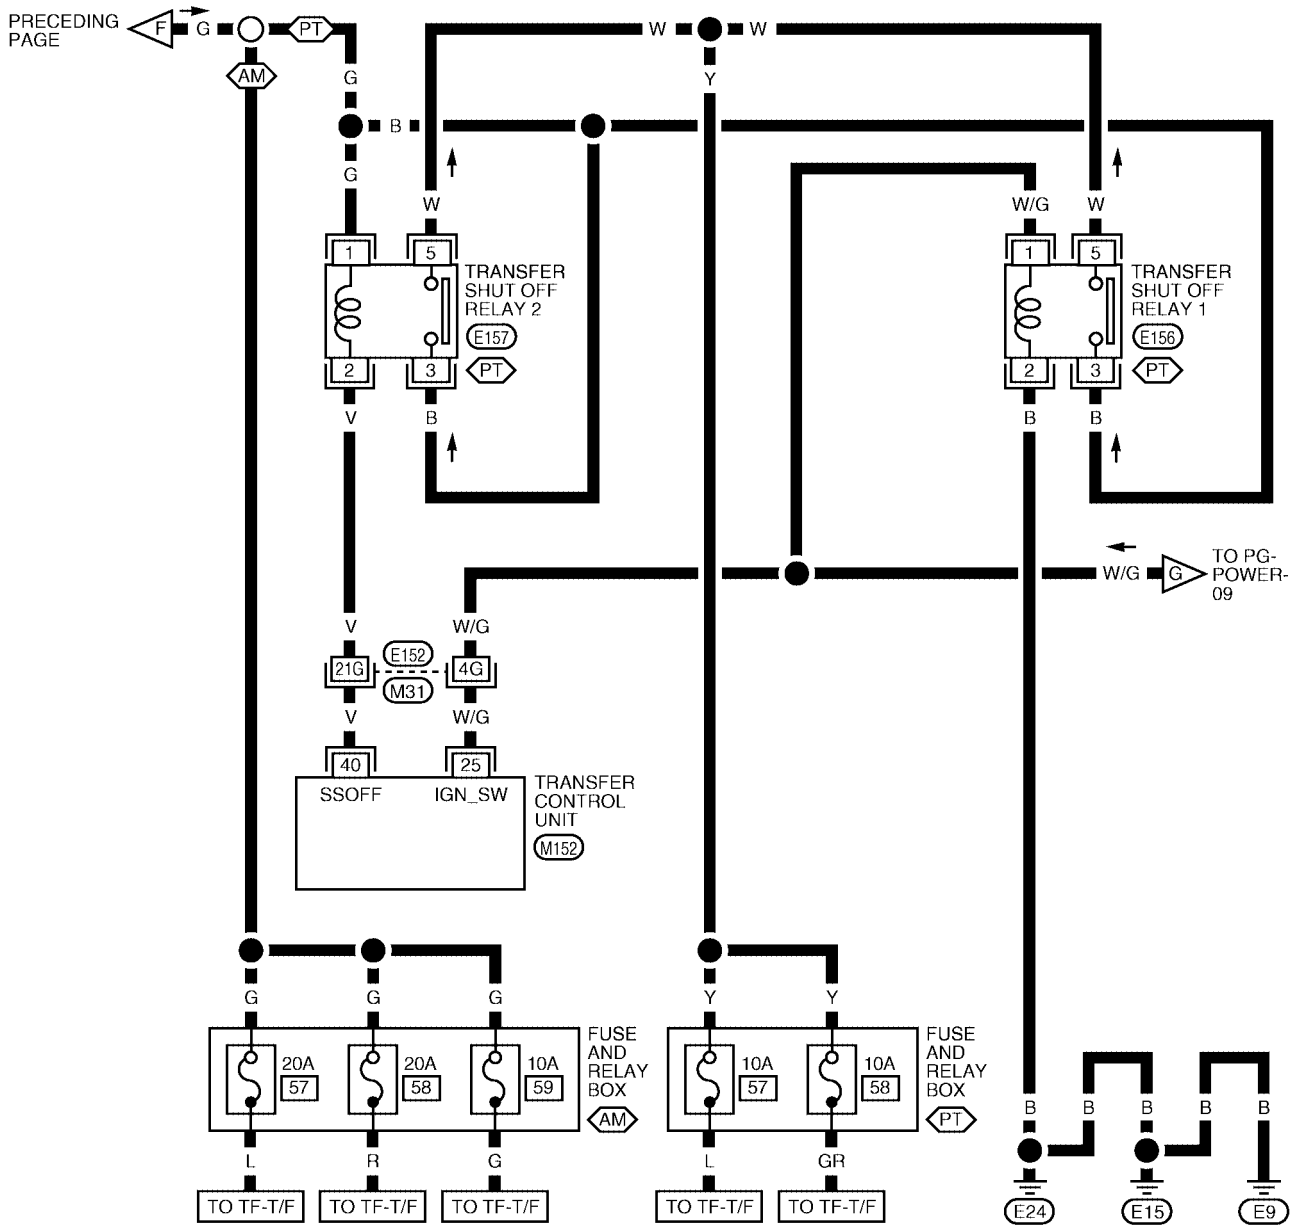 PRECEDING
PAGE
F
G
PT
W
W
AM
G
Y
B
G
W
W/G
W
1
5
1
5
TRANSFER
SHUT OFF
RELAY 2
E157
PT
TRANSFER
SHUT OFF
RELAY 1
E156
PT
2
3
2
3
V
B
B
B
W/G
G
TO PG-
POWER-
09
V
W/G
21G
E152
M31
4G
V
W/G
40
25
SSOFF
IGN_SW
TRANSFER
CONTROL
UNIT
M152
G
G
G
Y
Y
20A
57
20A
58
10A
59
FUSE
AND
RELAY
BOX
AM
10A
57
10A
58
FUSE
AND
RELAY
BOX
PT
B
B
B
B
B
L
R
G
L
GR
TO TF-T/F
TO TF-T/F
TO TF-T/F
TO TF-T/F
TO TF-T/F
E24
E15
E9